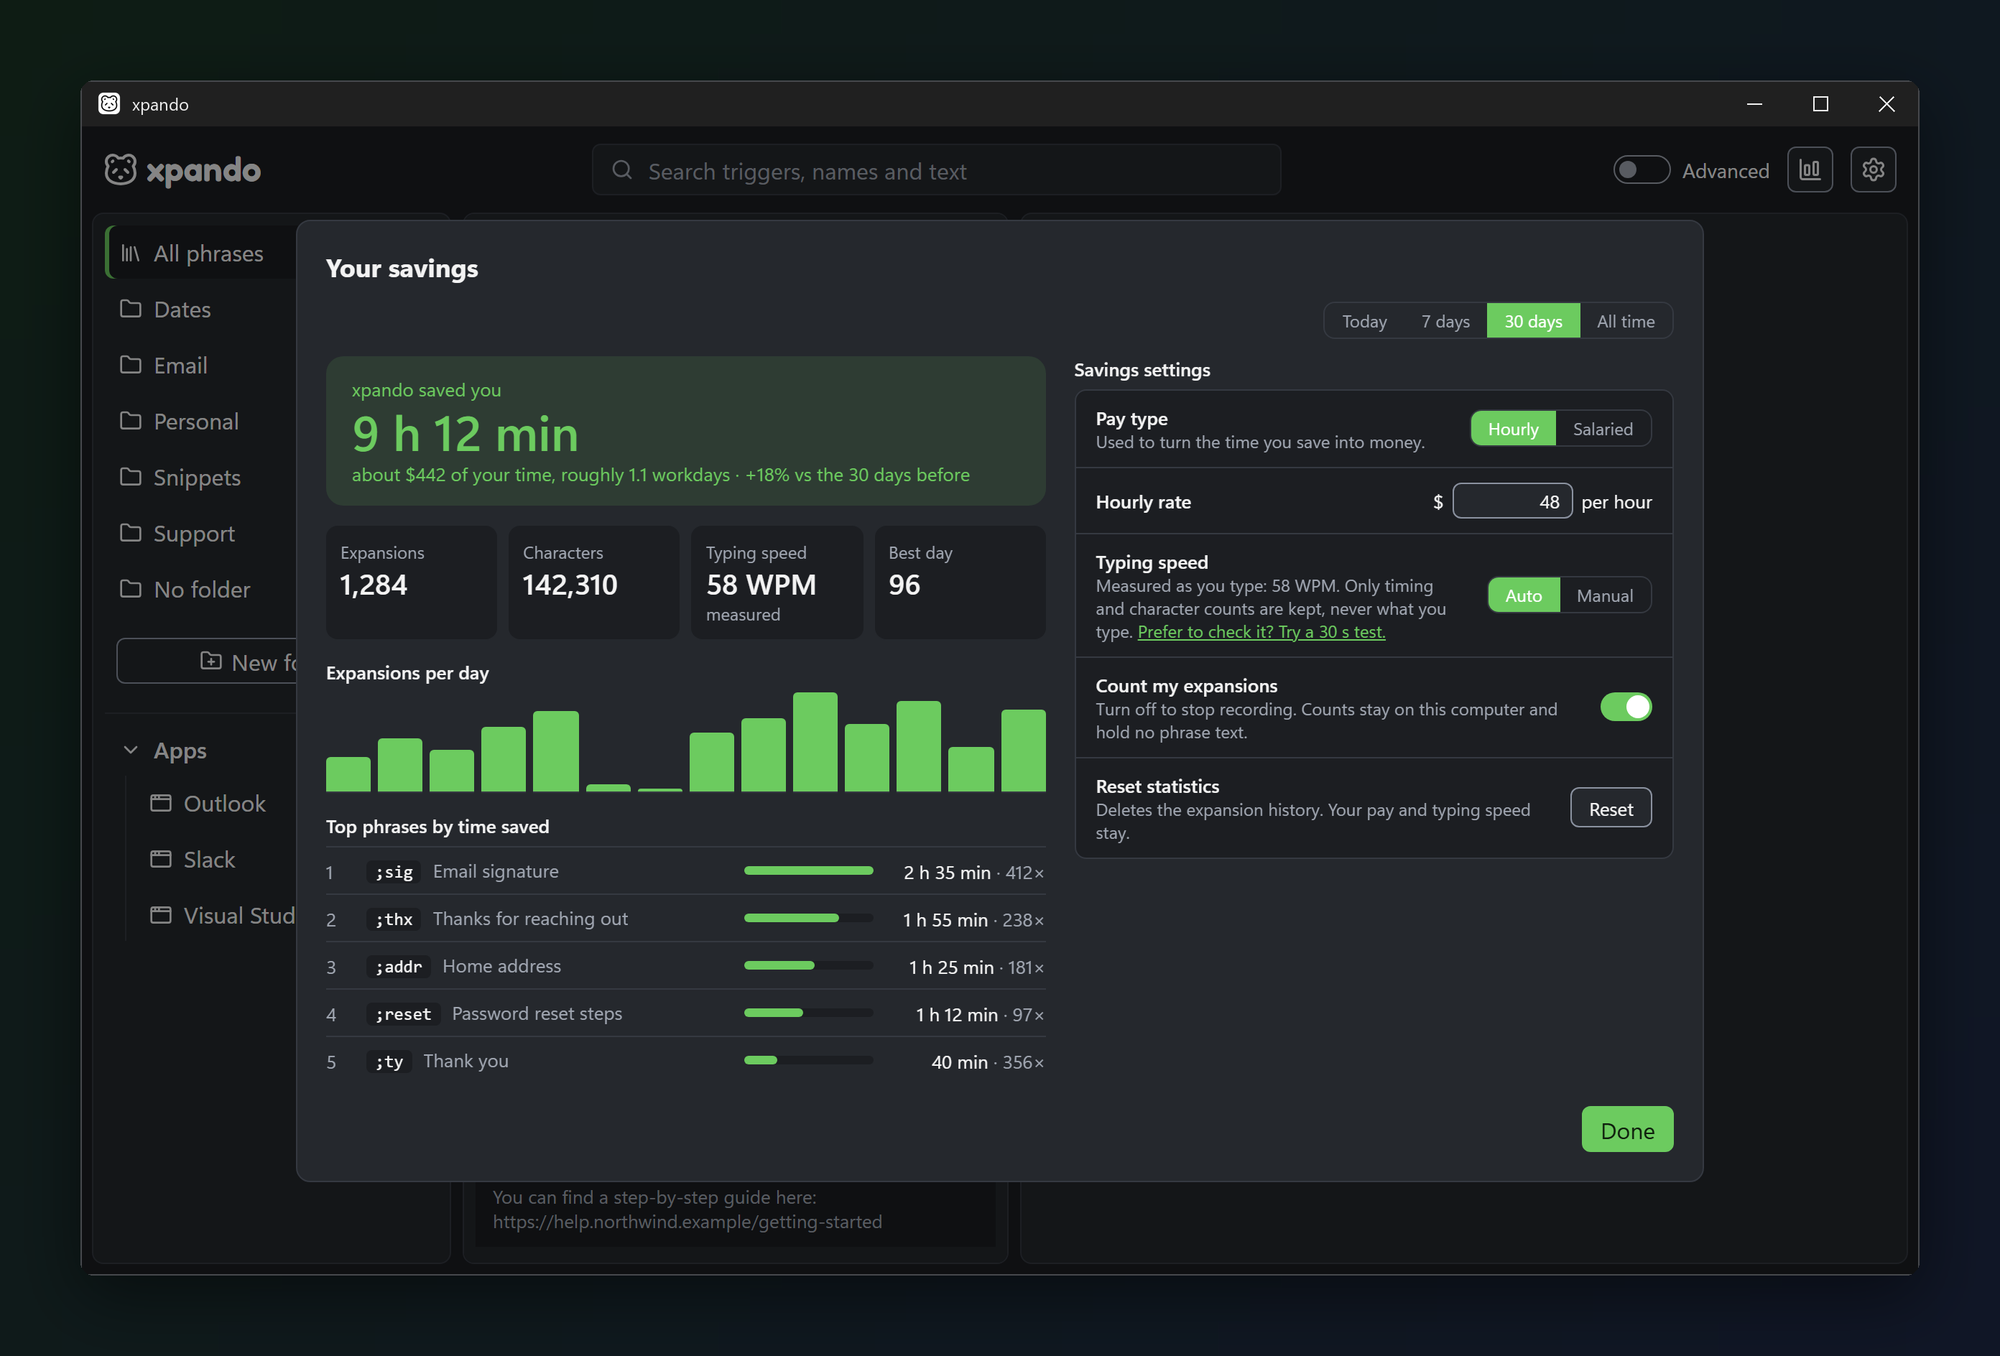 xpando
xpando
Search triggers, names and text
Advanced
All phrases
Dates
Email
Personal
Snippets
Support
No folder
New fo
Apps
Outlook
Slack
Visual Stud
Your savings
Today
7 days
30 days
All time
xpando saved you
9 h 12 min
about $442 of your time, roughly 1.1 workdays · +18% vs the 30 days before
Expansions
1,284
Characters
142,310
Typing speed
58 WPM
measured
Best day
96
Expansions per day
Top phrases by time saved
1 ;sig Email signature 2 h 35 min · 412×
2 ;thx Thanks for reaching out 1 h 55 min · 238×
3 ;addr Home address 1 h 25 min · 181×
4 ;reset Password reset steps 1 h 12 min · 97×
5 ;ty Thank you 40 min · 356×
Savings settings
Pay type
Used to turn the time you save into money.
Hourly
Salaried
Hourly rate
$ 48 per hour
Typing speed
Measured as you type: 58 WPM. Only timing
and character counts are kept, never what you
type. Prefer to check it? Try a 30 s test.
Auto
Manual
Count my expansions
Turn off to stop recording. Counts stay on this computer and
hold no phrase text.
Reset statistics
Deletes the expansion history. Your pay and typing speed
stay.
Reset
Done
You can find a step-by-step guide here:
https://help.northwind.example/getting-started